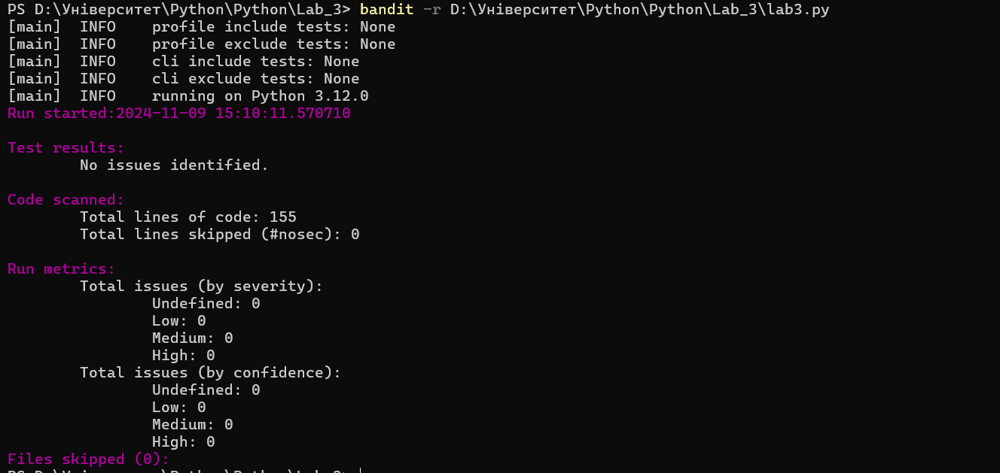 PS D:\Університет\Python\Python\Lab_3> bandit -r D:\Університет\Python\Python\Lab_3\lab3.py
[main]  INFO    profile include tests: None
[main]  INFO    profile exclude tests: None
[main]  INFO    cli include tests: None
[main]  INFO    cli exclude tests: None
[main]  INFO    running on Python 3.12.0
Run started:2024-11-09 15:10:11.570710
Test results:
No issues identified.
Code scanned:
Total lines of code: 155
Total lines skipped (#nosec): 0
Run metrics:
Total issues (by severity):
Undefined: 0
Low: 0
Medium: 0
High: 0
Total issues (by confidence):
Undefined: 0
Low: 0
Medium: 0
High: 0
Files skipped (0):
PS D:\Університет\Python\Python\Lab_3>